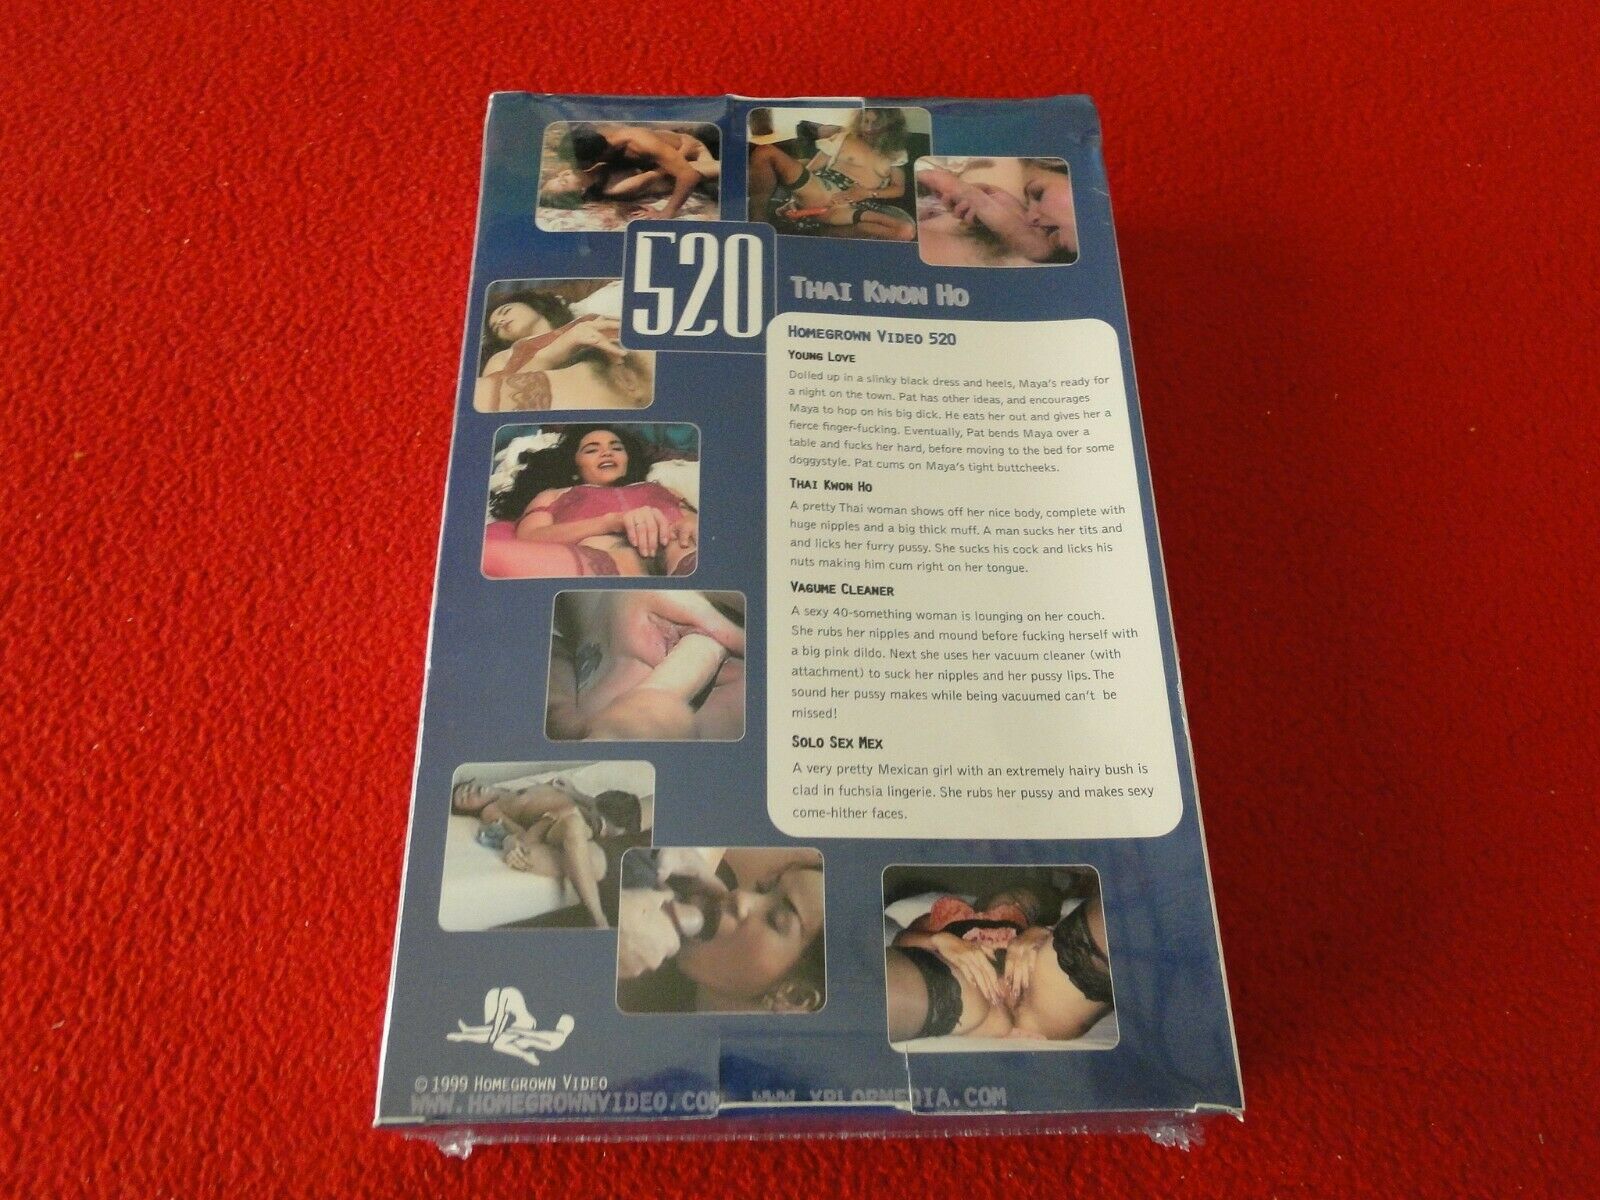 520
THAI KWON HO
HOMEGROWN VIDEO 520
YOUNG LOVE
Dolled up in a slinky black dress and heels, Maya's ready for
a night on the town. Pat has other ideas, and encourages
Maya to hop on his big dick. He eats her out and gives her a
fierce finger-fucking. Eventually, Pat bends Maya over a
table and fucks her hard, before moving to the bed for some
doggystyle. Pat cums on Maya's tight buttcheeks.
THAI KWON HO
A pretty Thai woman shows off her nice body, complete with
huge nipples and a big thick muff. A man sucks her tits and
and licks her furry pussy. She sucks his cock and licks his
nuts making him cum right on her tongue.
VAGUME CLEANER
A sexy 40-something woman is lounging on her couch.
She rubs her nipples and mound before fucking herself with
a big pink dildo. Next she uses her vacuum cleaner (with
attachment) to suck her nipples and her pussy lips. The
sound her pussy makes while being vacuumed can't be
missed!
SOLO SEX MEX
A very pretty Mexican girl with an extremely hairy bush is
clad in fuchsia lingerie. She rubs her pussy and makes sexy
come-hither faces.
© 1999 HOMEGROWN VIDEO
WWW.HOMEGROWNVIDEO.COM WWW.XPLORMEDIA.COM